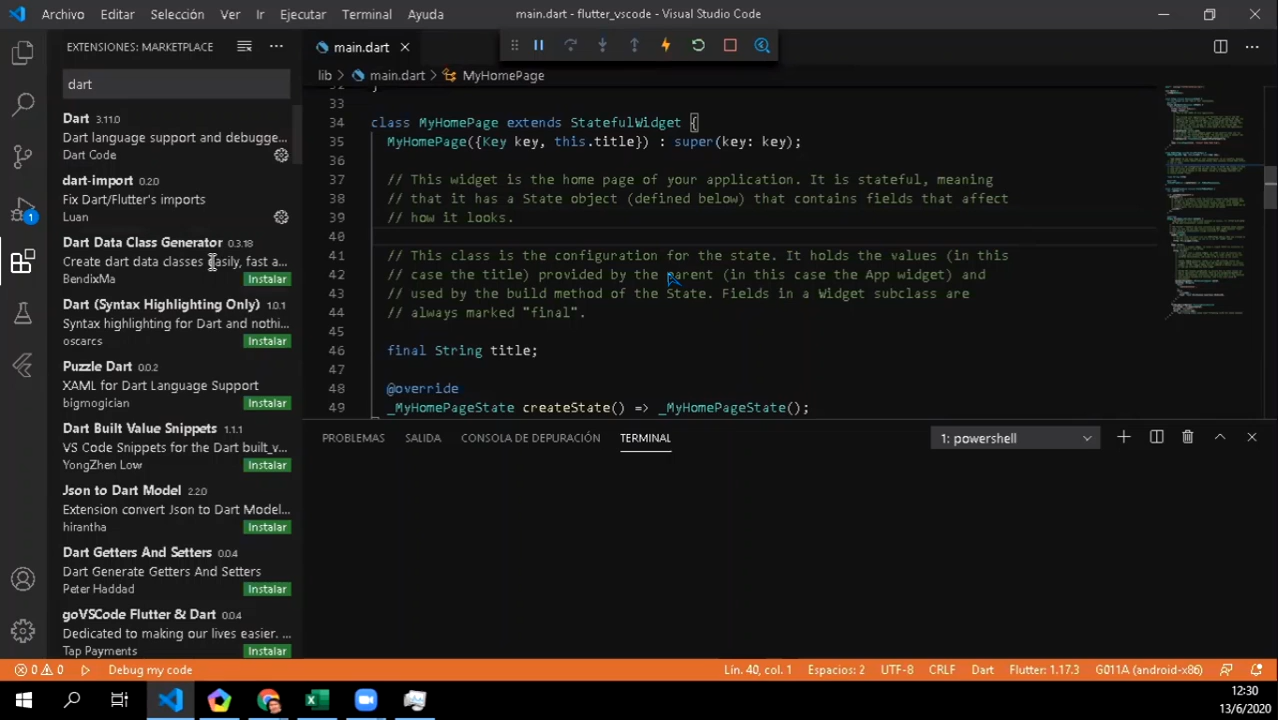 Archivo Editar Selección Ver Ir Ejecutar Terminal Ayuda main.dart - flutter_vscode - Visual Studio Code
EXTENSIONES: MARKETPLACE
dart
Dart 3.11.0
Dart language support and debugge...
Dart Code
dart-import 0.2.0
Fix Dart/Flutter's imports
Luan
Dart Data Class Generator 0.3.18
Create dart data classes easily, fast a...
BendixMa Instalar
Dart (Syntax Highlighting Only) 1.0.1
Syntax highlighting for Dart and nothi...
oscarcs Instalar
Puzzle Dart 0.0.2
XAML for Dart Language Support
bigmogician Instalar
Dart Built Value Snippets 1.1.1
VS Code Snippets for the Dart built_v...
YongZhen Low Instalar
Json to Dart Model 2.2.0
Extension convert Json to Dart Model...
hirantha Instalar
Dart Getters And Setters 0.0.4
Dart Generate Getters And Setters
Peter Haddad Instalar
goVSCode Flutter & Dart 0.0.4
Dedicated to making our lives easier. ...
Tap Payments Instalar
main.dart
lib > main.dart > MyHomePage
32 }
33
34 class MyHomePage extends StatefulWidget {
35 MyHomePage({Key key, this.title}) : super(key: key);
36
37 // This widget is the home page of your application. It is stateful, meaning
38 // that it has a State object (defined below) that contains fields that affect
39 // how it looks.
40
41 // This class is the configuration for the state. It holds the values (in this
42 // case the title) provided by the parent (in this case the App widget) and
43 // used by the build method of the State. Fields in a Widget subclass are
44 // always marked "final".
45
46 final String title;
47
48 @override
49 _MyHomePageState createState() => _MyHomePageState();
PROBLEMAS SALIDA CONSOLA DE DEPURACIÓN TERMINAL 1: powershell
1
0 0 Debug my code Lín. 40, col. 1 Espacios: 2 UTF-8 CRLF Dart Flutter: 1.17.3 G011A (android-x86)
12:30
13/6/2020